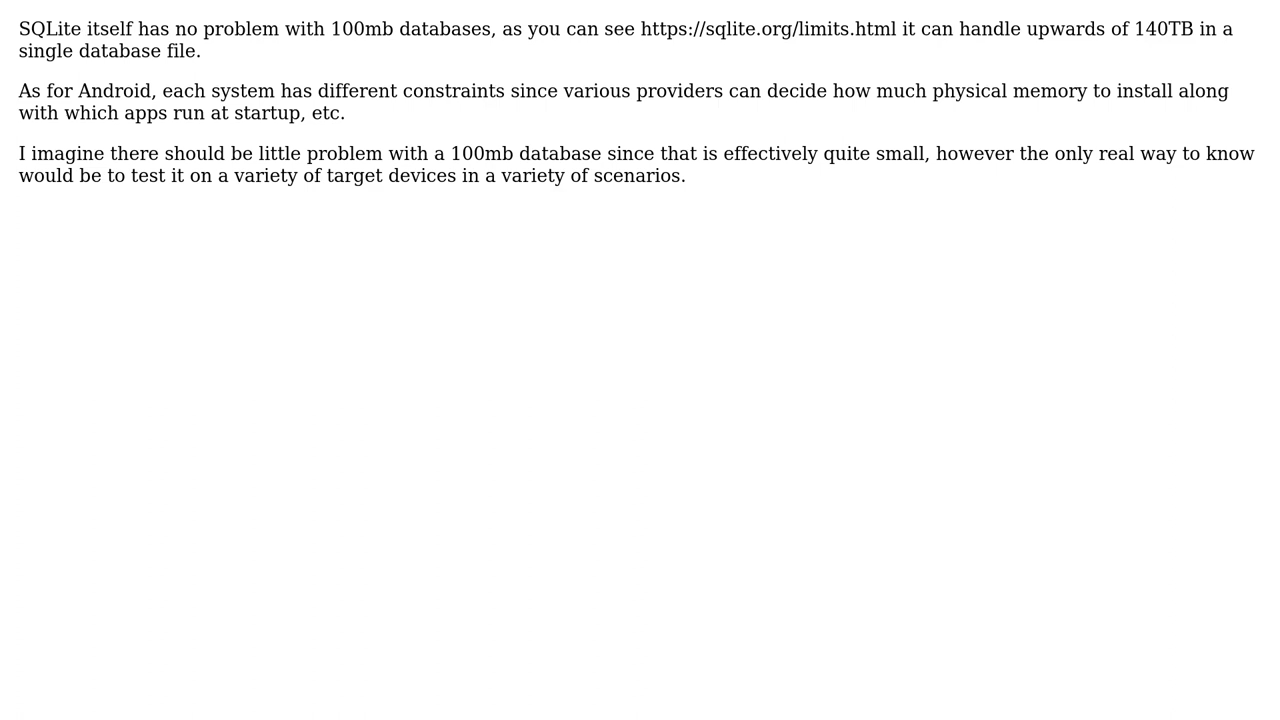 SQLite itself has no problem with 100mb databases, as you can see https://sqlite.org/limits.html it can handle upwards of 140TB in a
single database file.
As for Android, each system has different constraints since various providers can decide how much physical memory to install along
with which apps run at startup, etc.
I imagine there should be little problem with a 100mb database since that is effectively quite small, however the only real way to know
would be to test it on a variety of target devices in a variety of scenarios.